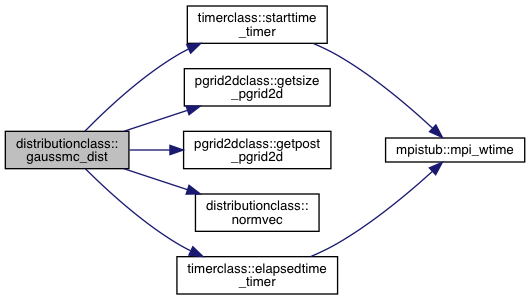 timerclass::starttime
_timer
pgrid2dclass::getsize
_pgrid2d
distributionclass::
gaussmc_dist
pgrid2dclass::getpost
_pgrid2d
mpistub::mpi_wtime
distributionclass::
normvec
timerclass::elapsedtime
_timer